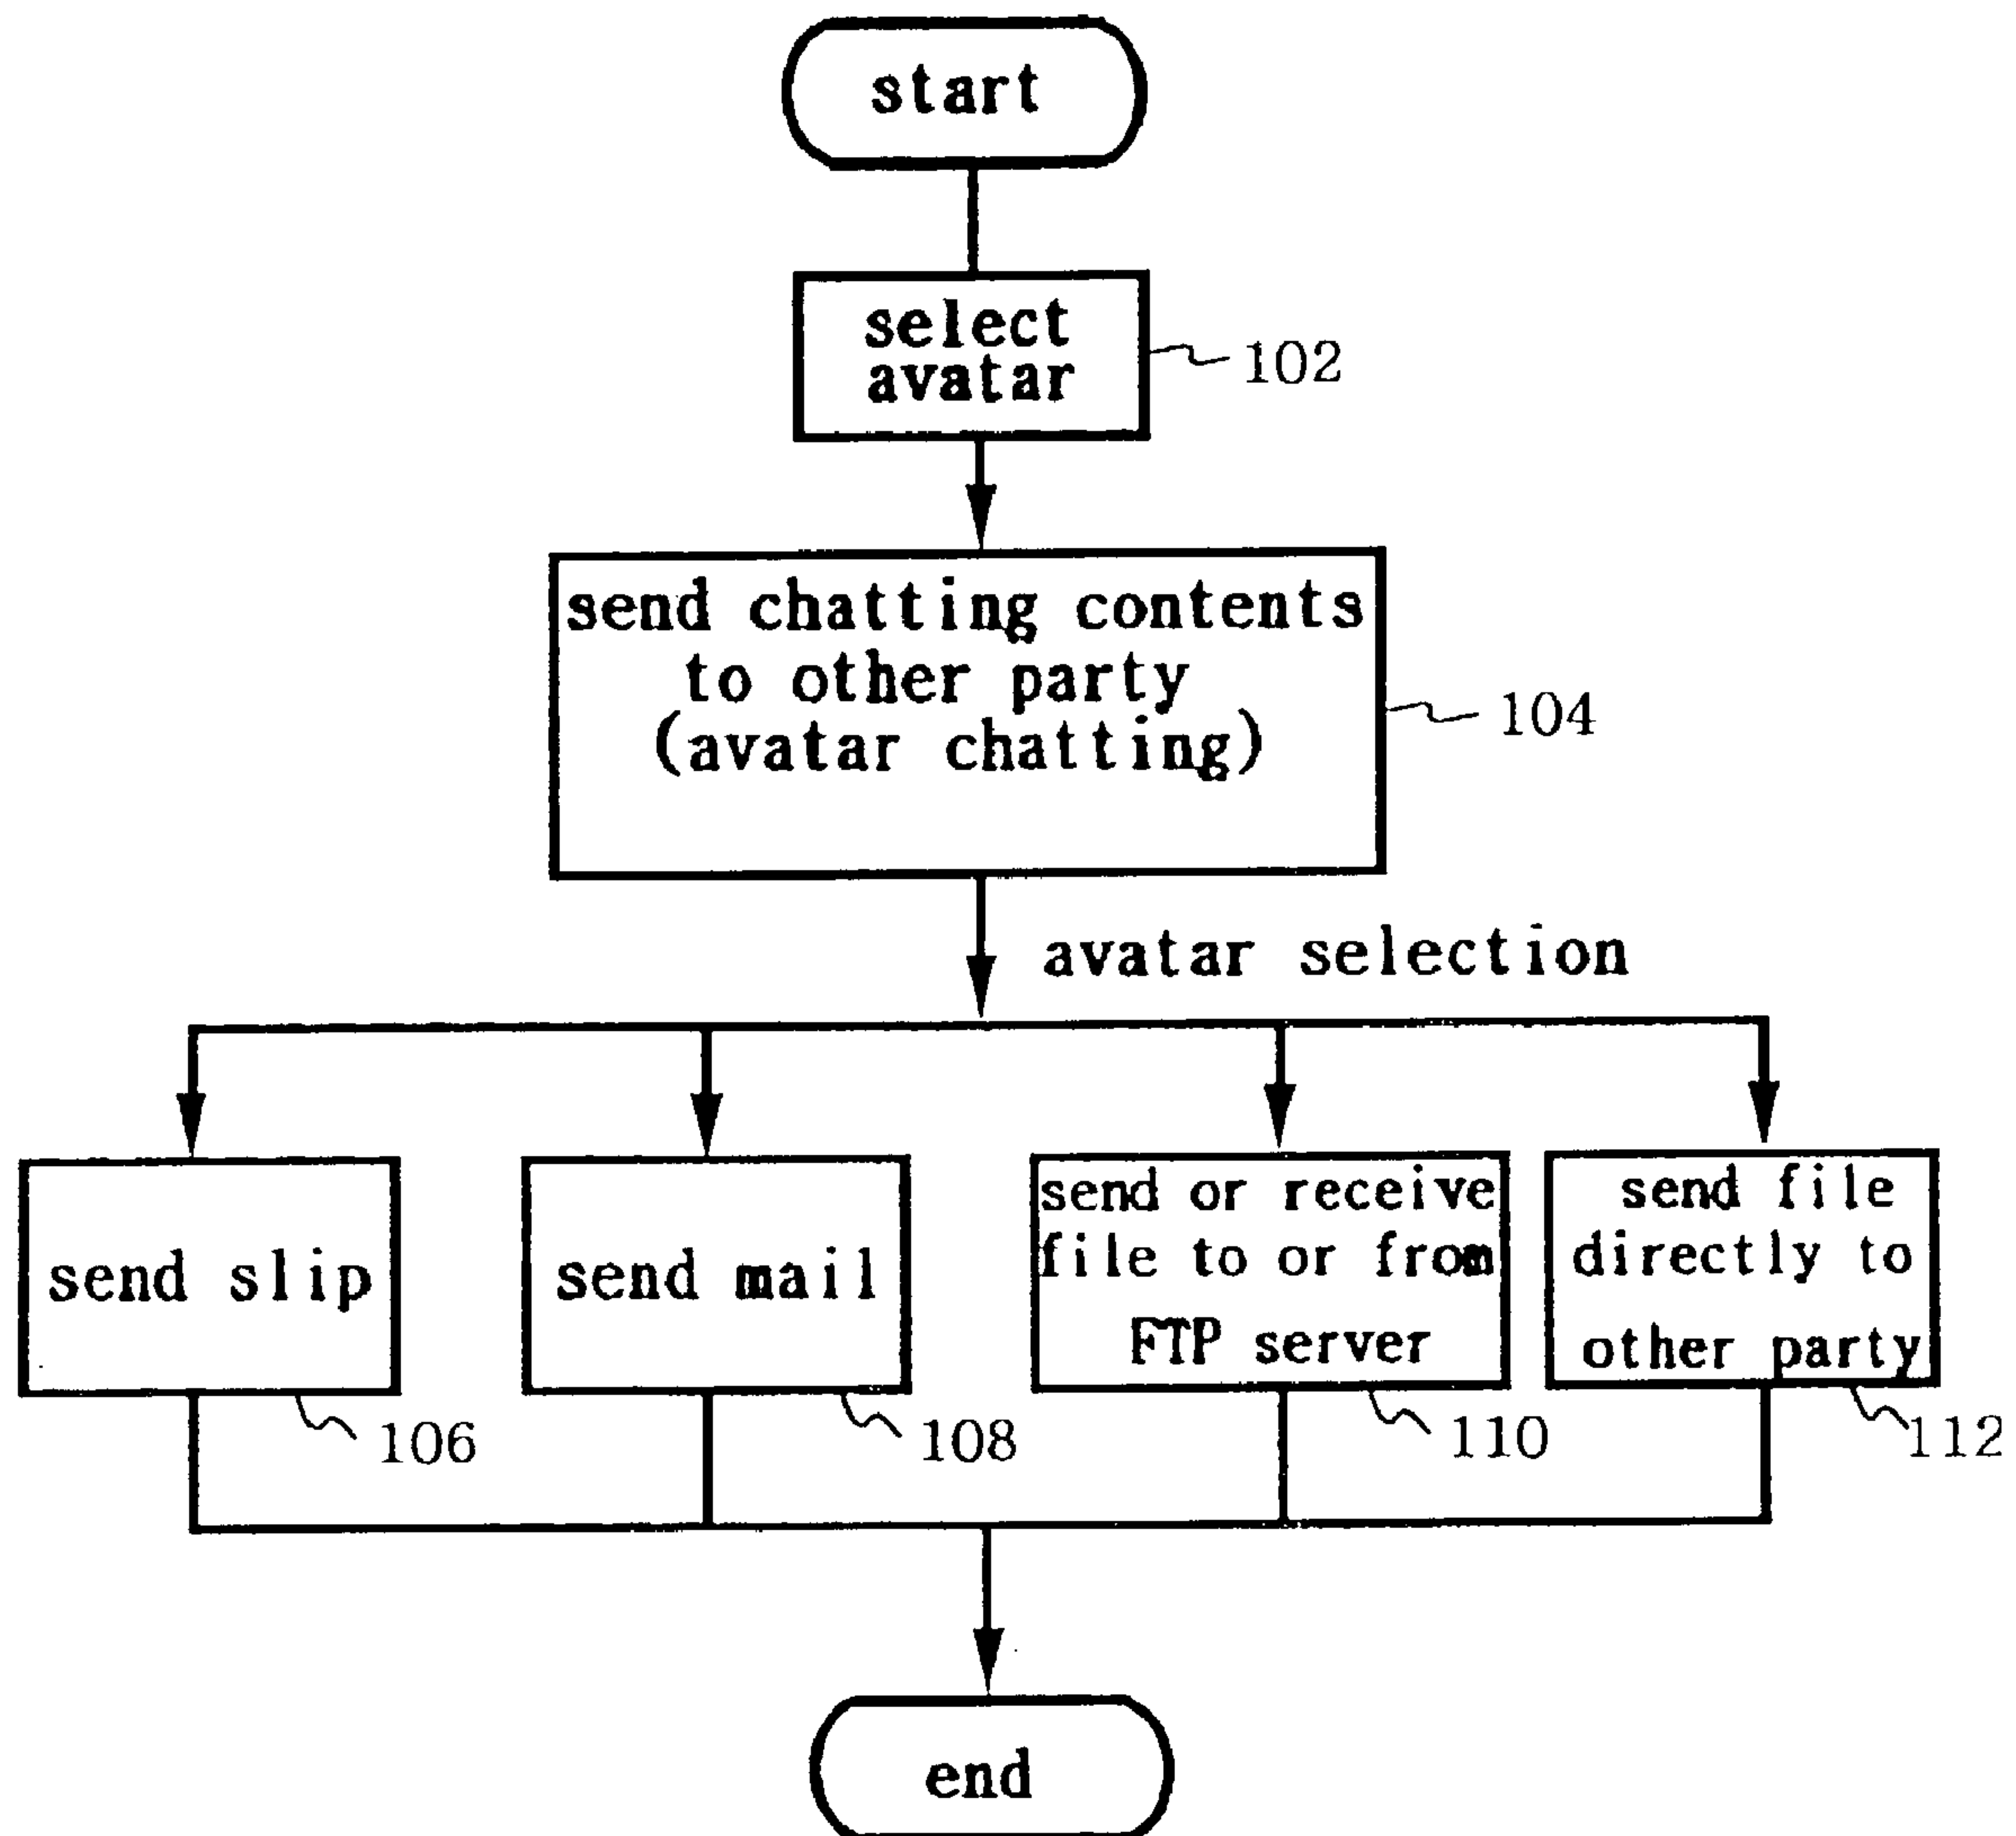 start
select
avatar
102
send chatting contents
to other party
(avatar chatting)
104
avatar selection
send slip
106
send mail
108
send or receive
file to or from
FTP server
110
send file
directly to
other party
112
end